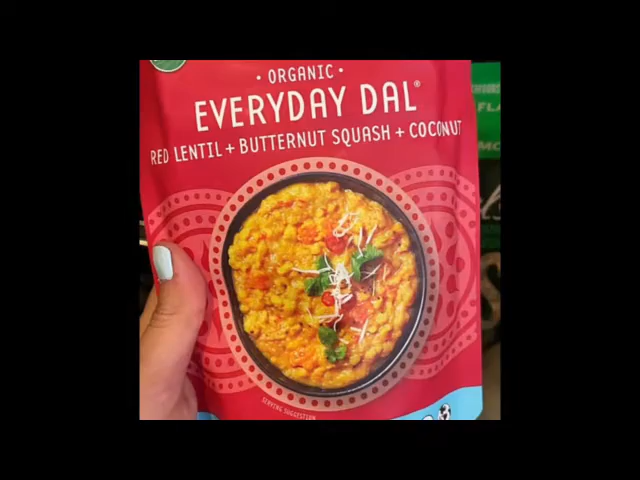 • ORGANIC •
EVERYDAY DAL®
RED LENTIL + BUTTERNUT SQUASH + COCONUT
SERVING SUGGESTION